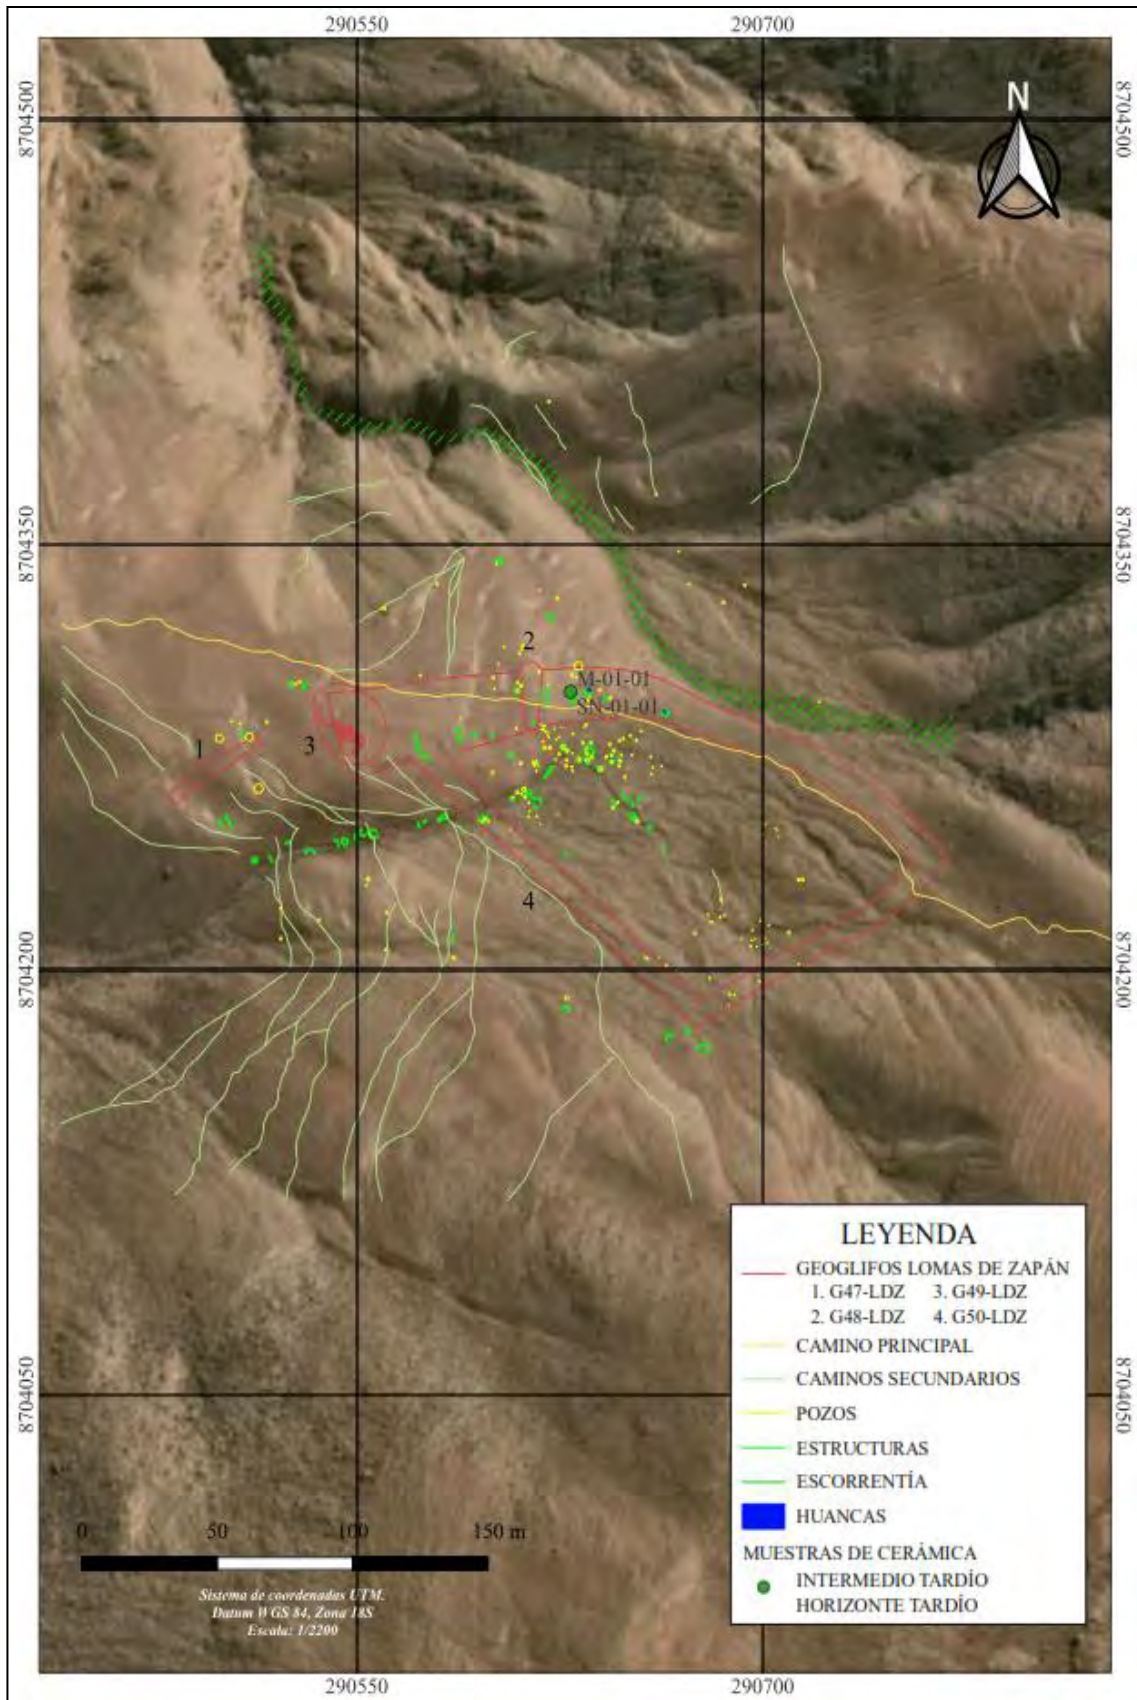 290550 290700
8704500 8704500
N
8704350 8704350
2
M-01-01
SN-01-01
1
3
4
8704200 8704200
LEYENDA
GEOGLIFOS LOMAS DE ZAPÁN
1. G47-LDZ 3. G49-LDZ
2. G48-LDZ 4. G50-LDZ
CAMINO PRINCIPAL
CAMINOS SECUNDARIOS
POZOS
ESTRUCTURAS
ESCORRENTÍA
HUANCAS
MUESTRAS DE CERÁMICA
INTERMEDIO TARDÍO
HORIZONTE TARDÍO
8704050 8704050
0 50 100 150 m
Sistema de coordenadas UTM.
Datum WGS 84, Zona 18S
Escala: 1/2200
290550 290700